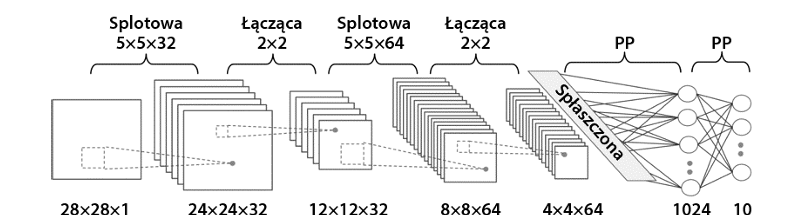 Splotowa
5×5×32
Łącząca
2×2
Splotowa
5×5×64
Łącząca
2×2
PP
PP
Spłaszczona
28×28×1
24×24×32
12×12×32
8×8×64
4×4×64
1024
10